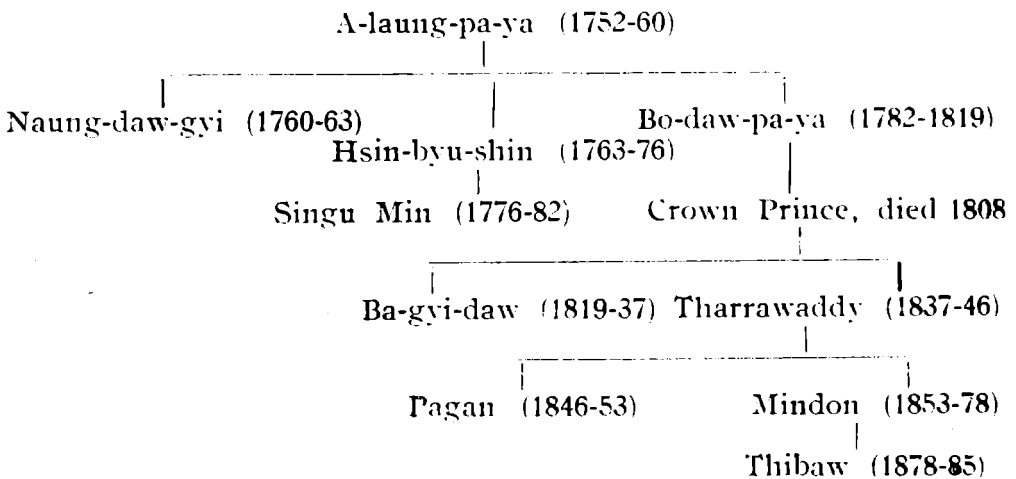 A-laung-pa-ya (1752-60)
Naung-daw-gyi (1760-63) Bo-daw-pa-ya (1782-1819)
Hsin-byu-shin (1763-76)
Singu Min (1776-82) Crown Prince, died 1808
Ba-gyi-daw (1819-37) Tharrawaddy (1837-46)
Pagan (1846-53) Mindon (1853-78)
Thibaw (1878-85)